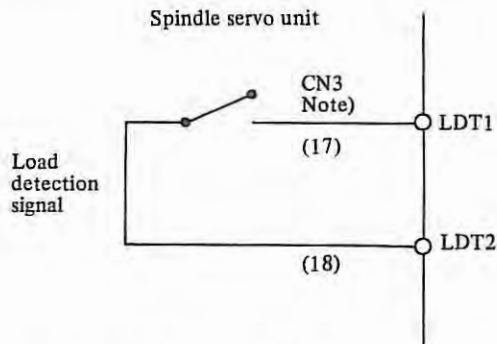 Spindle servo unit
CN3
Note)
LDT1
(17)
Load
detection
signal
LDT2
(18)